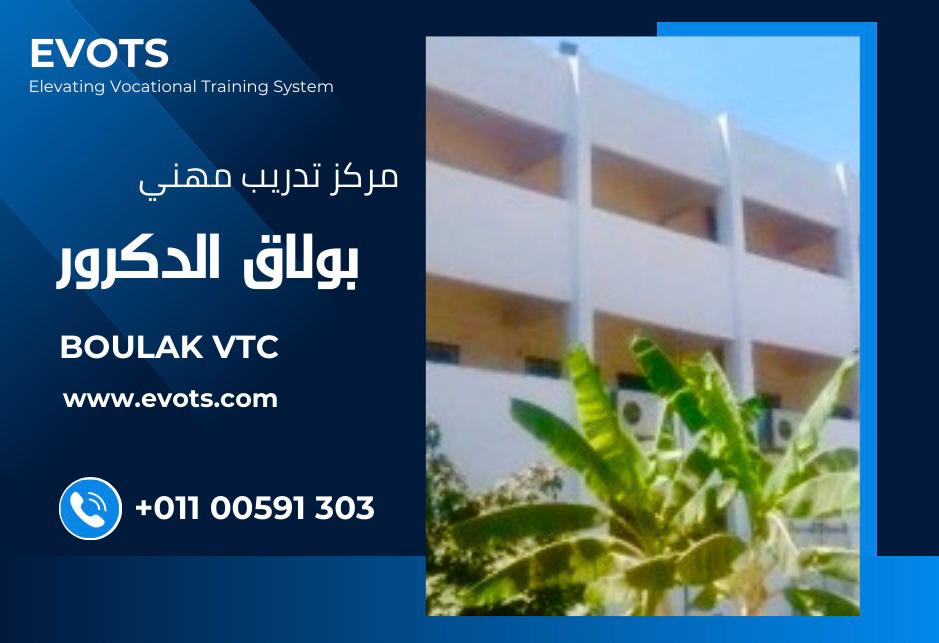 EVOTS
Elevating Vocational Training System
مركز تدريب مهني
بولاق الدكرور
BOULAK VTC
www.evots.com
+011 00591 303